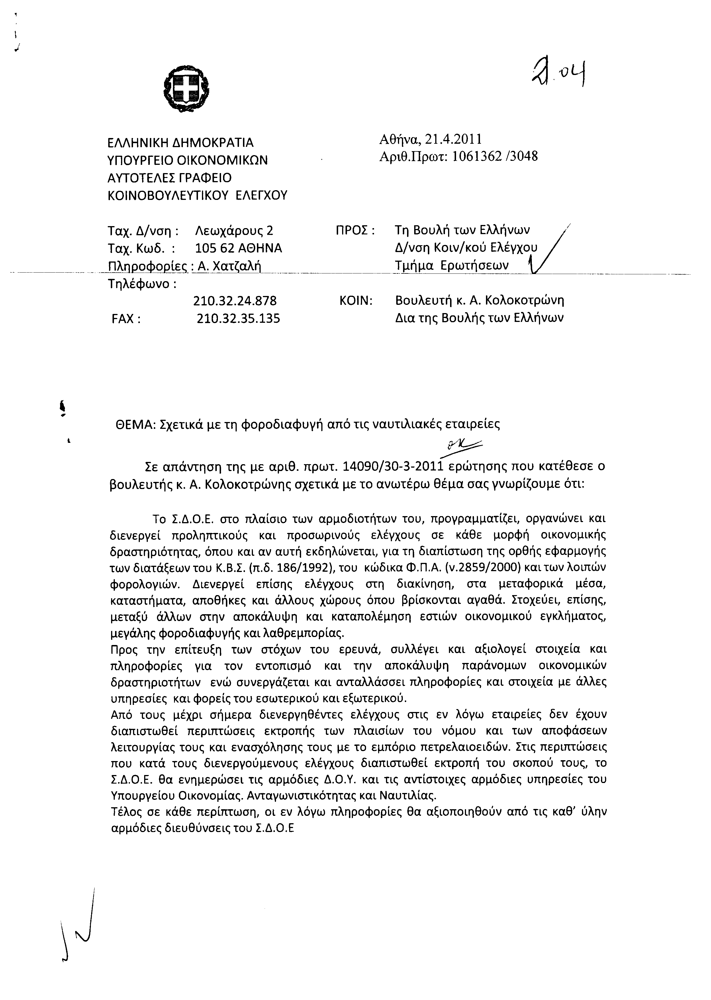 ΕΛΛΗΝΙΚΗ ΔΗΜΟΚΡΑΤΙΑ
ΥΠΟΥΡΓΕΙΟ ΟΙΚΟΝΟΜΙΚΩΝ
ΑΥΤΟΤΕΛΕΣ ΓΡΑΦΕΙΟ
ΚΟΙΝΟΒΟΥΛΕΥΤΙΚΟΥ ΕΛΕΓΧΟΥ
Αθήνα, 21.4.2011
Αριθ.Πρωτ: 1061362 /3048
Ταχ. Δ/νση : Λεωχάρους 2
Ταχ. Κωδ. : 105 62 ΑΘΗΝΑ
Πληροφορίες : Α. Χατζαλή
Τηλέφωνο :
210.32.24.878
FAX : 210.32.35.135
ΠΡΟΣ : Τη Βουλή των Ελλήνων
Δ/νση Κοιν/κού Ελέγχου
Τμήμα Ερωτήσεων
ΚΟΙΝ: Βουλευτή κ. Α. Κολοκοτρώνη
Δια της Βουλής των Ελλήνων
ΘΕΜΑ: Σχετικά με τη φοροδιαφυγή από τις ναυτιλιακές εταιρείες
Σε απάντηση της με αριθ. πρωτ. 14090/30-3-2011 ερώτησης που κατέθεσε ο
βουλευτής κ. Α. Κολοκοτρώνης σχετικά με το ανωτέρω θέμα σας γνωρίζουμε ότι:
Το Σ.Δ.Ο.Ε. στο πλαίσιο των αρμοδιοτήτων του, προγραμματίζει, οργανώνει και
διενεργεί προληπτικούς και προσωρινούς ελέγχους σε κάθε μορφή οικονομικής
δραστηριότητας, όπου και αν αυτή εκδηλώνεται, για τη διαπίστωση της ορθής εφαρμογής
των διατάξεων του Κ.Β.Σ. (π.δ. 186/1992), του κώδικα Φ.Π.Α. (ν.2859/2000) και των λοιπών
φορολογιών. Διενεργεί επίσης ελέγχους στη διακίνηση, στα μεταφορικά μέσα,
καταστήματα, αποθήκες και άλλους χώρους όπου βρίσκονται αγαθά. Στοχεύει, επίσης,
μεταξύ άλλων στην αποκάλυψη και καταπολέμηση εστιών οικονομικού εγκλήματος,
μεγάλης φοροδιαφυγής και λαθρεμπορίας.
Προς την επίτευξη των στόχων του ερευνά, συλλέγει και αξιολογεί στοιχεία και
πληροφορίες για τον εντοπισμό και την αποκάλυψη παράνομων οικονομικών
δραστηριοτήτων ενώ συνεργάζεται και ανταλλάσσει πληροφορίες και στοιχεία με άλλες
υπηρεσίες και φορείς του εσωτερικού και εξωτερικού.
Από τους μέχρι σήμερα διενεργηθέντες ελέγχους στις εν λόγω εταιρείες δεν έχουν
διαπιστωθεί περιπτώσεις εκτροπής των πλαισίων του νόμου και των αποφάσεων
λειτουργίας τους και ενασχόλησης τους με το εμπόριο πετρελαιοειδών. Στις περιπτώσεις
που κατά τους διενεργούμενους ελέγχους διαπιστωθεί εκτροπή του σκοπού τους, το
Σ.Δ.Ο.Ε. θα ενημερώσει τις αρμόδιες Δ.Ο.Υ. και τις αντίστοιχες αρμόδιες υπηρεσίες του
Υπουργείου Οικονομίας. Ανταγωνιστικότητας και Ναυτιλίας.
Τέλος σε κάθε περίπτωση, οι εν λόγω πληροφορίες θα αξιοποιηθούν από τις καθ’ ύλην
αρμόδιες διευθύνσεις του Σ.Δ.Ο.Ε